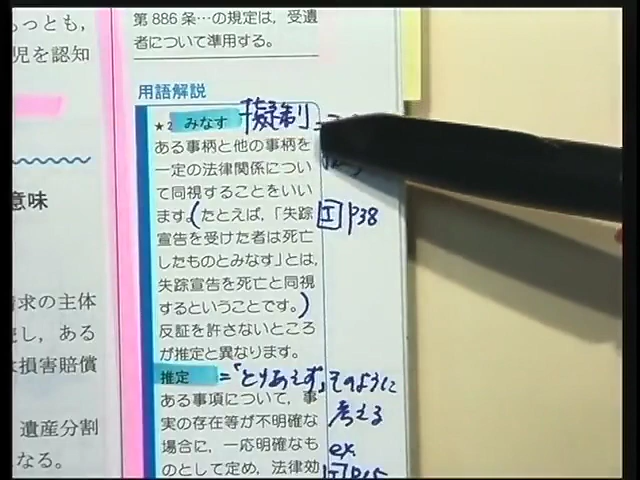 第886条…の規定は，受遺
者について準用する。
もっとも，
児を認知
用語解説
★2 みなす 擬制 =
ある事柄と他の事柄を
一定の法律関係につい
て同視することをいい
ます。(たとえば，「失踪 I P38
宣告を受けた者は死亡
したものとみなす」とは，
失踪宣告を死亡と同視
するということです。)
反証を許さないところ
が推定と異なります。
推定 =「とりあえず」そのように
考える
ある事項について，事
実の存在等が不明確な
場合に，一応明確なも
のとして定め，法律効
ex.
意味
求の主体
し，ある
損害賠償
遺産分割
なる。